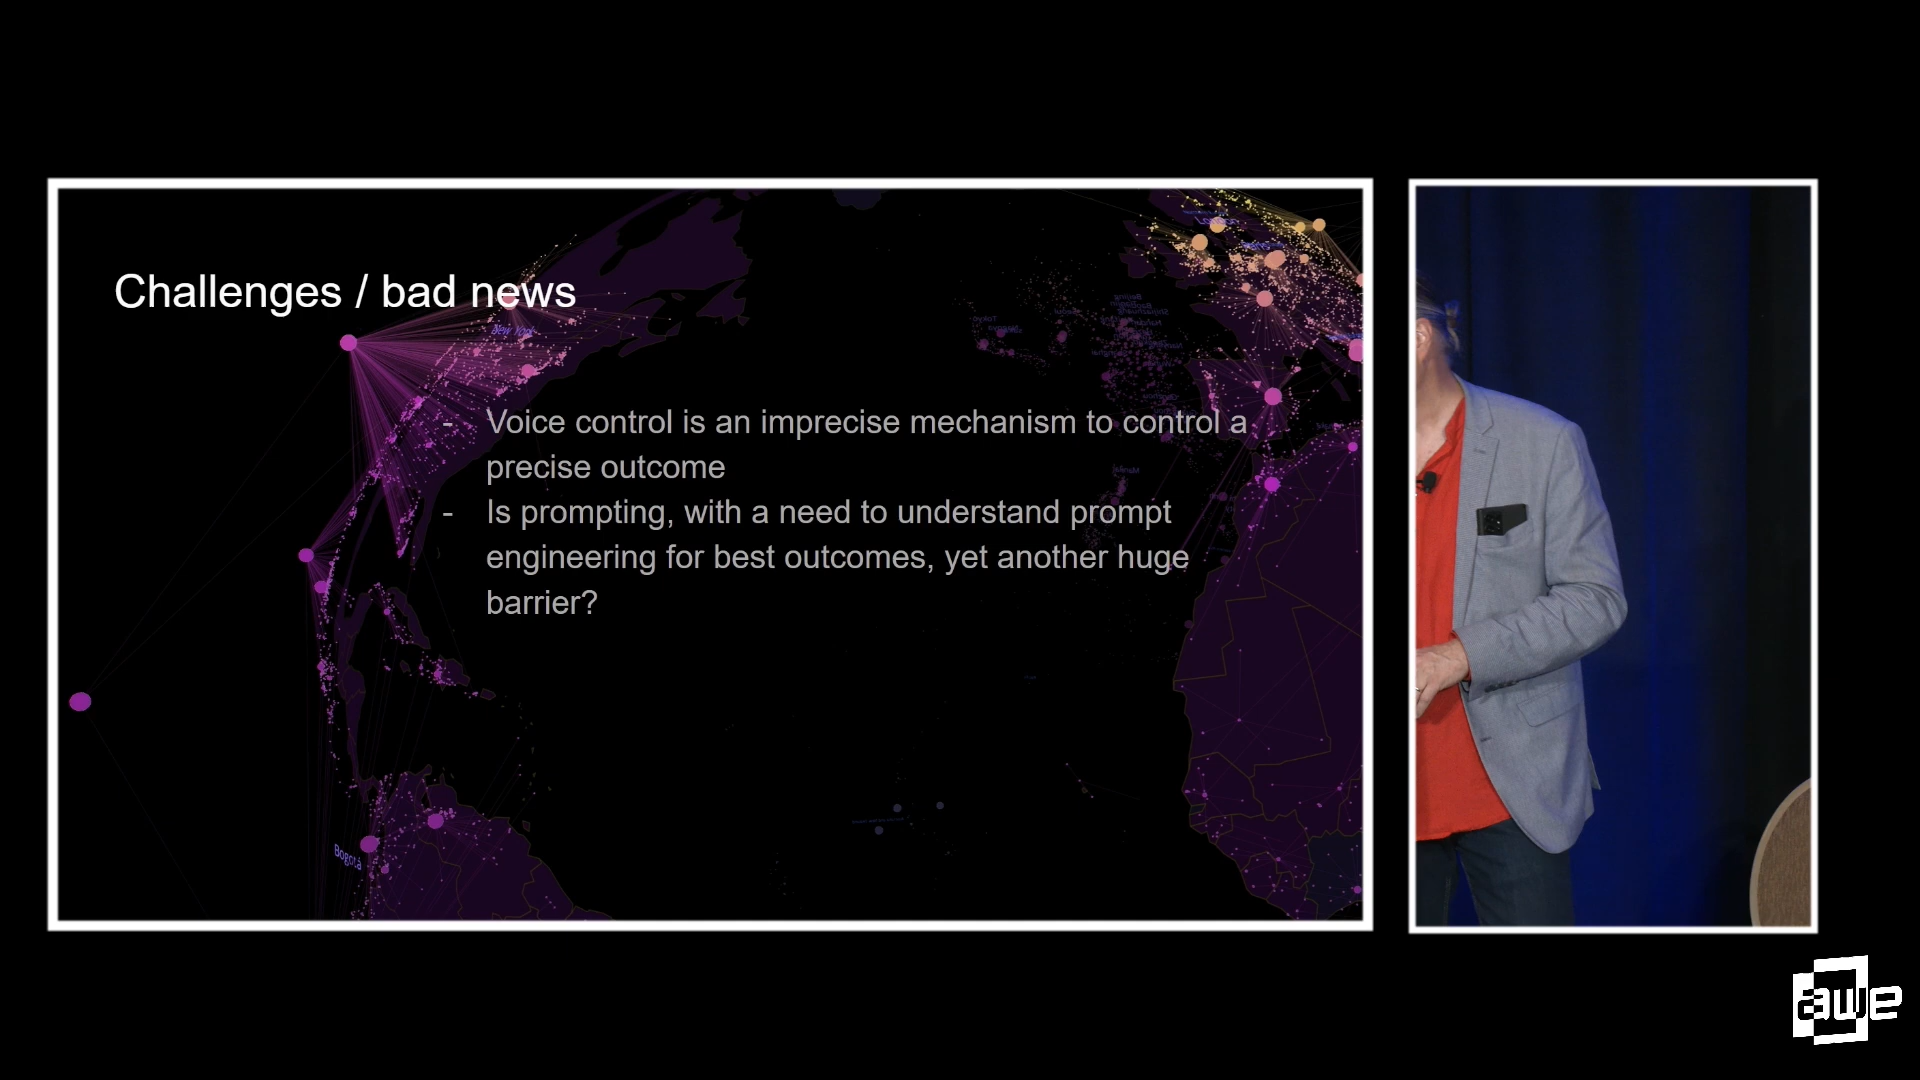 Challenges / bad news
New York
- Voice control is an imprecise mechanism to control a
precise outcome
- Is prompting, with a need to understand prompt
engineering for best outcomes, yet another huge
barrier?
Bogotá
awe